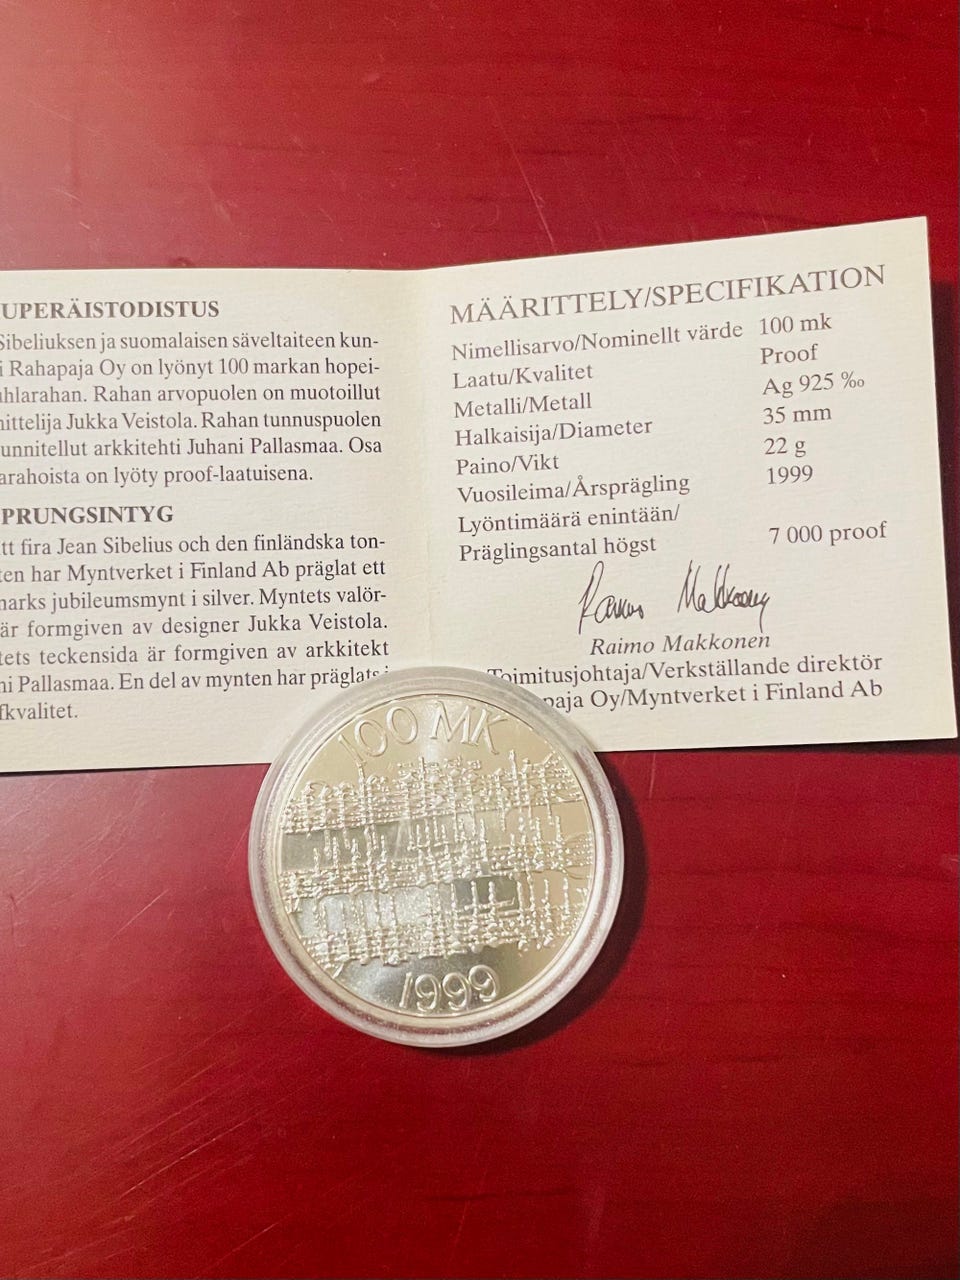 UPERÄISTODISTUS
Sibeliuksen ja suomalaisen säveltaiteen kun-
i Rahapaja Oy on lyönyt 100 markan hopei-
uhlarahan. Rahan arvopuolen on muotoillut
nittelija Jukka Veistola. Rahan tunnuspuolen
unnitellut arkkitehti Juhani Pallasmaa. Osa
arahoista on lyöty proof-laatuisena.
PRUNGSINTYG
tt fira Jean Sibelius och den finländska ton-
ten har Myntverket i Finland Ab präglat ett
marks jubileumsmynt i silver. Myntets valör-
är formgiven av designer Jukka Veistola.
tets teckensida är formgiven av arkkitekt
ni Pallasmaa. En del av mynten har präglats i
fkvalitet.
MÄÄRITTELY/SPECIFIKATION
Nimellisarvo/Nominellt värde 100 mk
Laatu/Kvalitet Proof
Metalli/Metall Ag 925 ‰
Halkaisija/Diameter 35 mm
Paino/Vikt 22 g
Vuosileima/Årsprägling 1999
Lyöntimäärä enintään/
Präglingsantal högst 7 000 proof
Raimo Makkonen
Raimo Makkonen
Toimitusjohtaja/Verkställande direktör
paja Oy/Myntverket i Finland Ab
100 MK
1999